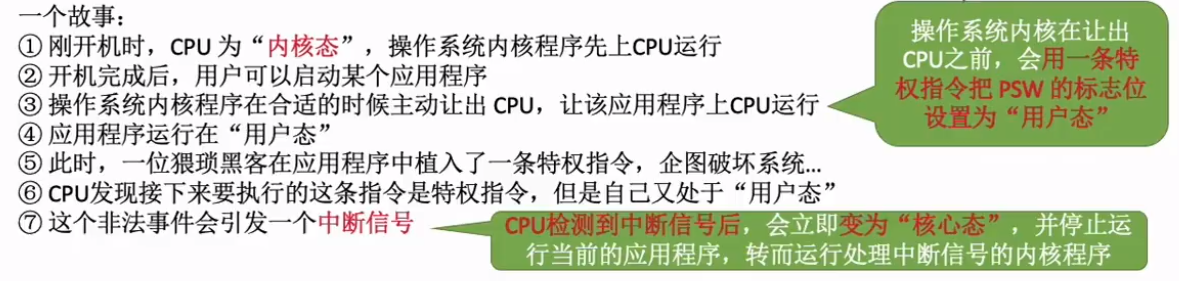 一个故事：
① 刚开机时，CPU 为“内核态”，操作系统内核程序先上CPU运行
② 开机完成后，用户可以启动某个应用程序
③ 操作系统内核程序在合适的时候主动让出 CPU，让该应用程序上CPU运行
④ 应用程序运行在“用户态”
⑤ 此时，一位猥琐黑客在应用程序中植入了一条特权指令，企图破坏系统...
⑥ CPU发现接下来要执行的这条指令是特权指令，但是自己又处于“用户态”
⑦ 这个非法事件会引发一个中断信号
操作系统内核在让出
CPU之前，会用一条特
权指令把 PSW 的标志位
设置为“用户态”
CPU检测到中断信号后，会立即变为“核心态”，并停止运
行当前的应用程序，转而运行处理中断信号的内核程序